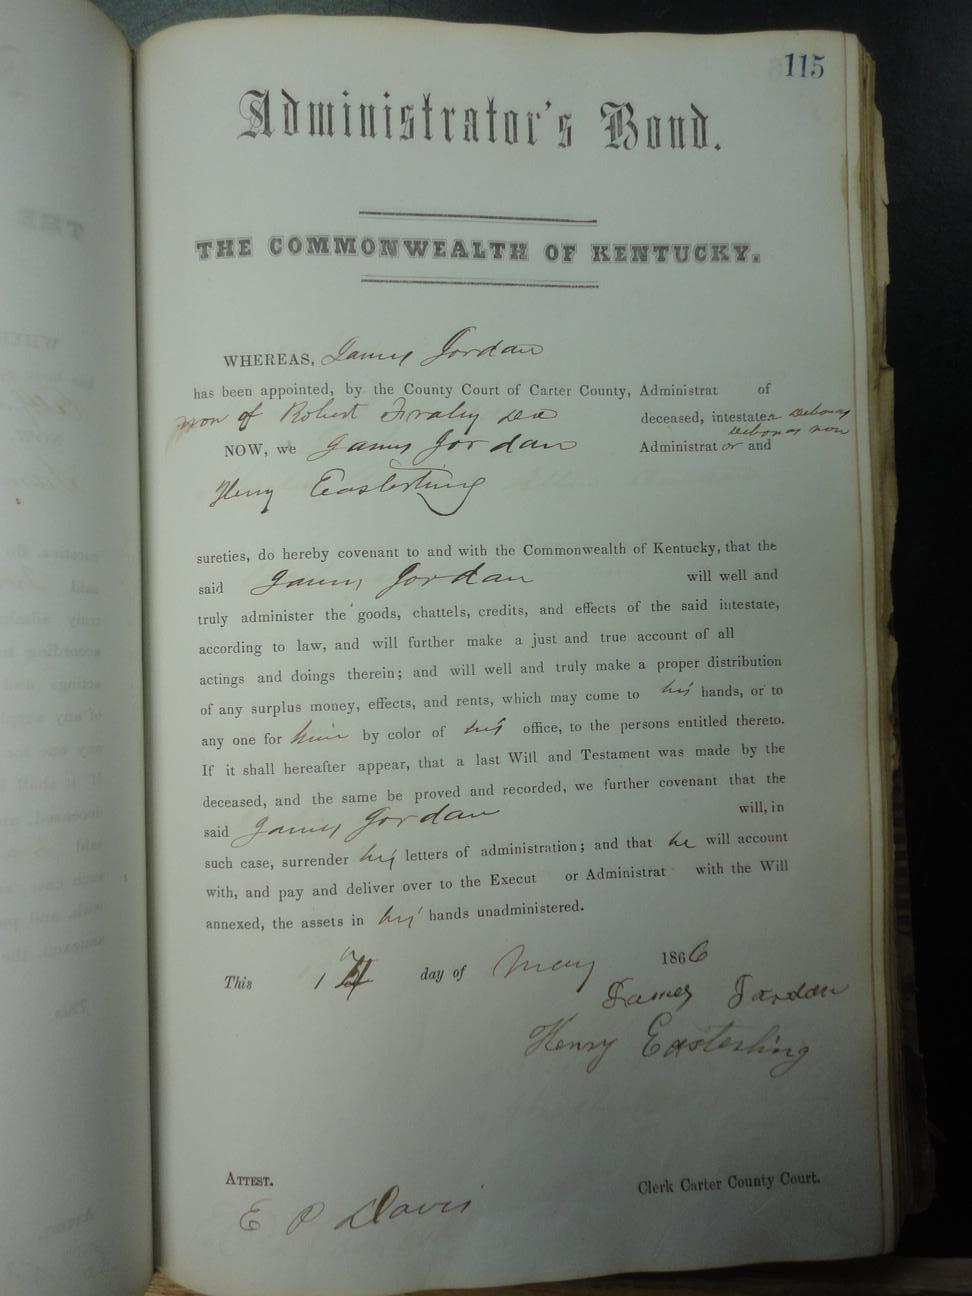 115
Administrator's Bond.
THE COMMONWEALTH OF KENTUCKY.
WHEREAS, James Jordan
has been appointed, by the County Court of Carter County, Administrat of
non of Robert Fraley Dec deceased, intestate. Debonas
Debonas non
NOW, we James Jordan Administrat or and
Henry Easterling
sureties, do hereby covenant to and with the Commonwealth of Kentucky, that the
said James Jordan will well and
truly administer the goods, chattels, credits, and effects of the said intestate,
according to law, and will further make a just and true account of all
actings and doings therein; and will well and truly make a proper distribution
of any surplus money, effects, and rents, which may come to his hands, or to
any one for him by color of his office, to the persons entitled thereto.
If it shall hereafter appear, that a last Will and Testament was made by the
deceased, and the same be proved and recorded, we further covenant that the
said James Jordan will, in
such case, surrender his letters of administration; and that he will account
with, and pay and deliver over to the Execut or Administrat with the Will
annexed, the assets in his hands unadministered.
This day of May 1866
James Jordan
Henry Easterling
ATTEST.
Clerk Carter County Court.
E P Davis